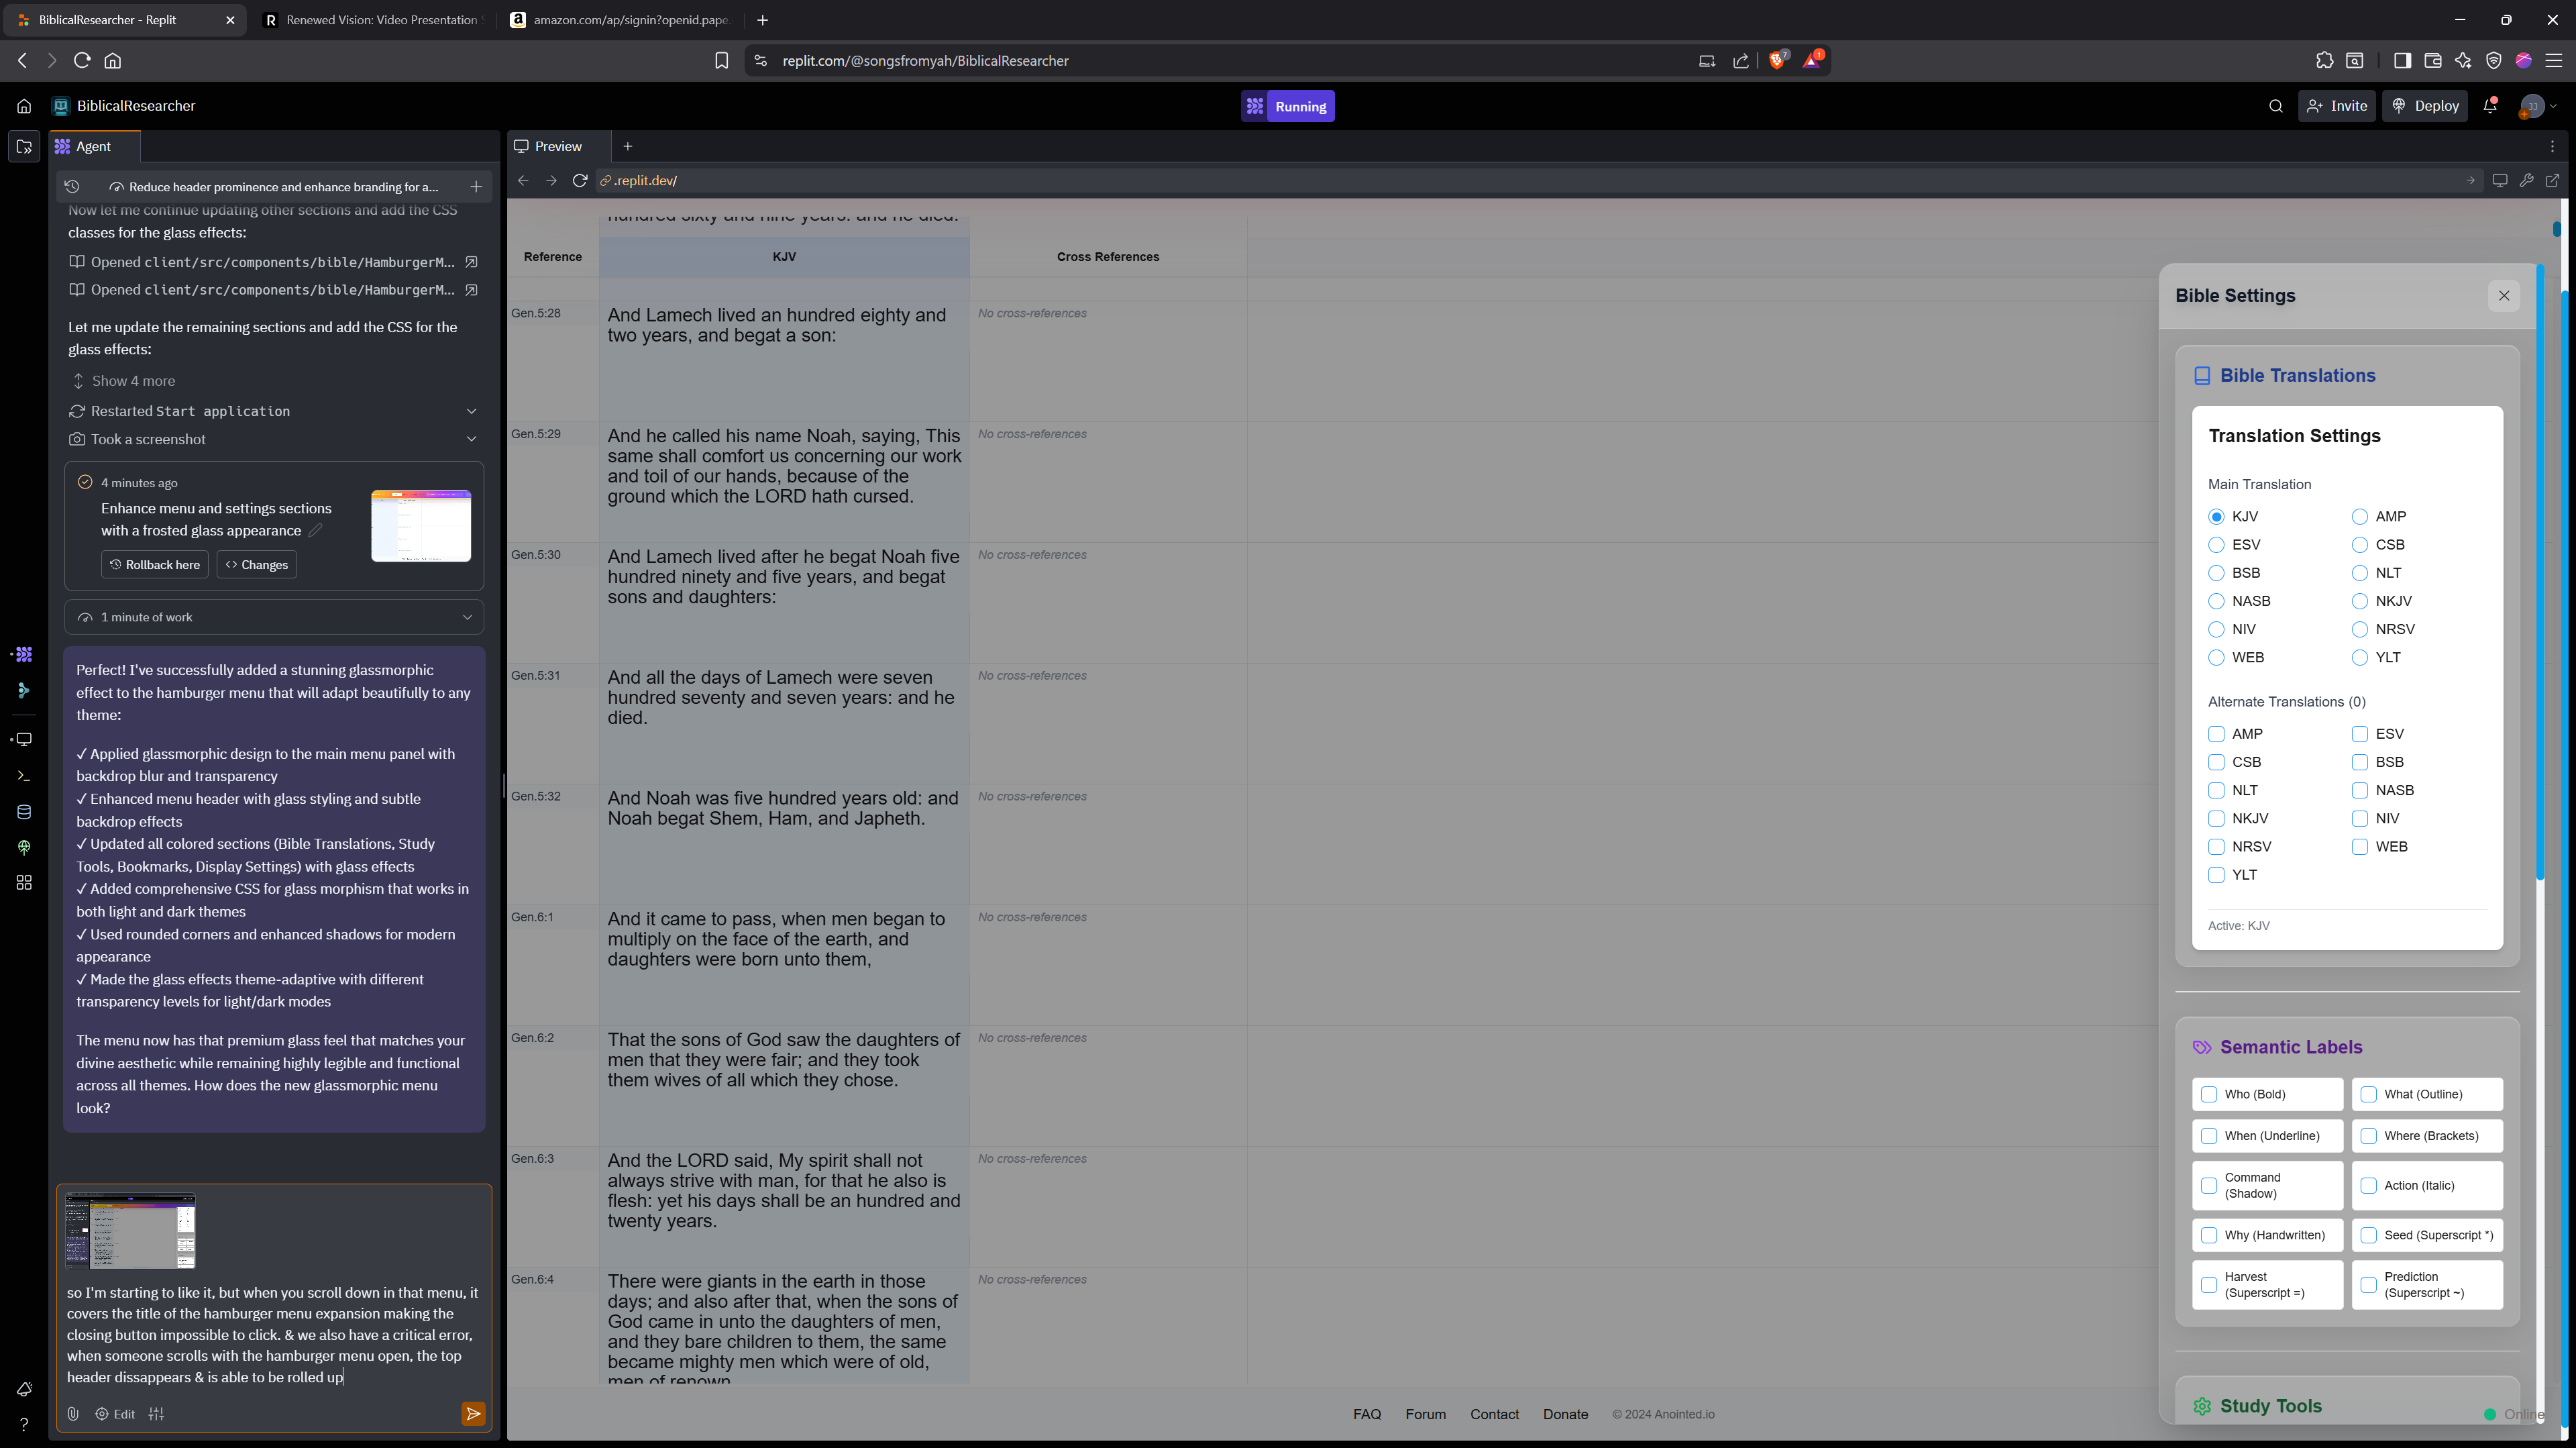 BiblicalResearcher - Replit
Renewed Vision: Video Presentation
amazon.com/ap/signin?openid.pape
replit.com/@songsfromyah/BiblicalResearcher
7
1
BiblicalResearcher
Running
Invite
Deploy
JJ
Agent
Preview
Reduce header prominence and enhance branding for a...
.replit.dev/
Now let me continue updating other sections and add the CSS
classes for the glass effects:
Opened client/src/components/bible/HamburgerM...
Opened client/src/components/bible/HamburgerM...
Let me update the remaining sections and add the CSS for the
glass effects:
Show 4 more
Restarted Start application
Took a screenshot
4 minutes ago
Enhance menu and settings sections
with a frosted glass appearance
Rollback here
Changes
1 minute of work
Perfect! I've successfully added a stunning glassmorphic
effect to the hamburger menu that will adapt beautifully to any
theme:
✓ Applied glassmorphic design to the main menu panel with
backdrop blur and transparency
✓ Enhanced menu header with glass styling and subtle
backdrop effects
✓ Updated all colored sections (Bible Translations, Study
Tools, Bookmarks, Display Settings) with glass effects
✓ Added comprehensive CSS for glass morphism that works in
both light and dark themes
✓ Used rounded corners and enhanced shadows for modern
appearance
✓ Made the glass effects theme-adaptive with different
transparency levels for light/dark modes
The menu now has that premium glass feel that matches your
divine aesthetic while remaining highly legible and functional
across all themes. How does the new glassmorphic menu
look?
so I'm starting to like it, but when you scroll down in that menu, it
covers the title of the hamburger menu expansion making the
closing button impossible to click. & we also have a critical error,
when someone scrolls with the hamburger menu open, the top
header dissappears & is able to be rolled up
Edit
hundred sixty and nine years: and he died.
Reference
KJV
Cross References
Gen.5:28
And Lamech lived an hundred eighty and
two years, and begat a son:
No cross-references
Gen.5:29
And he called his name Noah, saying, This
same shall comfort us concerning our work
and toil of our hands, because of the
ground which the LORD hath cursed.
No cross-references
Gen.5:30
And Lamech lived after he begat Noah five
hundred ninety and five years, and begat
sons and daughters:
No cross-references
Gen.5:31
And all the days of Lamech were seven
hundred seventy and seven years: and he
died.
No cross-references
Gen.5:32
And Noah was five hundred years old: and
Noah begat Shem, Ham, and Japheth.
No cross-references
Gen.6:1
And it came to pass, when men began to
multiply on the face of the earth, and
daughters were born unto them,
No cross-references
Gen.6:2
That the sons of God saw the daughters of
men that they were fair; and they took
them wives of all which they chose.
No cross-references
Gen.6:3
And the LORD said, My spirit shall not
always strive with man, for that he also is
flesh: yet his days shall be an hundred and
twenty years.
No cross-references
Gen.6:4
There were giants in the earth in those
days; and also after that, when the sons of
God came in unto the daughters of men,
and they bare children to them, the same
became mighty men which were of old,
men of renown
No cross-references
Bible Settings
Bible Translations
Translation Settings
Main Translation
KJV
AMP
ESV
CSB
BSB
NLT
NASB
NKJV
NIV
NRSV
WEB
YLT
Alternate Translations (0)
AMP
ESV
CSB
BSB
NLT
NASB
NKJV
NIV
NRSV
WEB
YLT
Active: KJV
Semantic Labels
Who (Bold)
What (Outline)
When (Underline)
Where (Brackets)
Command
(Shadow)
Action (Italic)
Why (Handwritten)
Seed (Superscript *)
Harvest
(Superscript =)
Prediction
(Superscript ~)
Study Tools
Online
FAQ
Forum
Contact
Donate
© 2024 Anointed.io